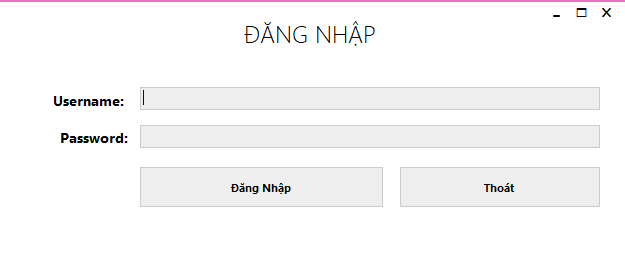 ĐĂNG NHẬP
Username:
Password:
Đăng Nhập
Thoát